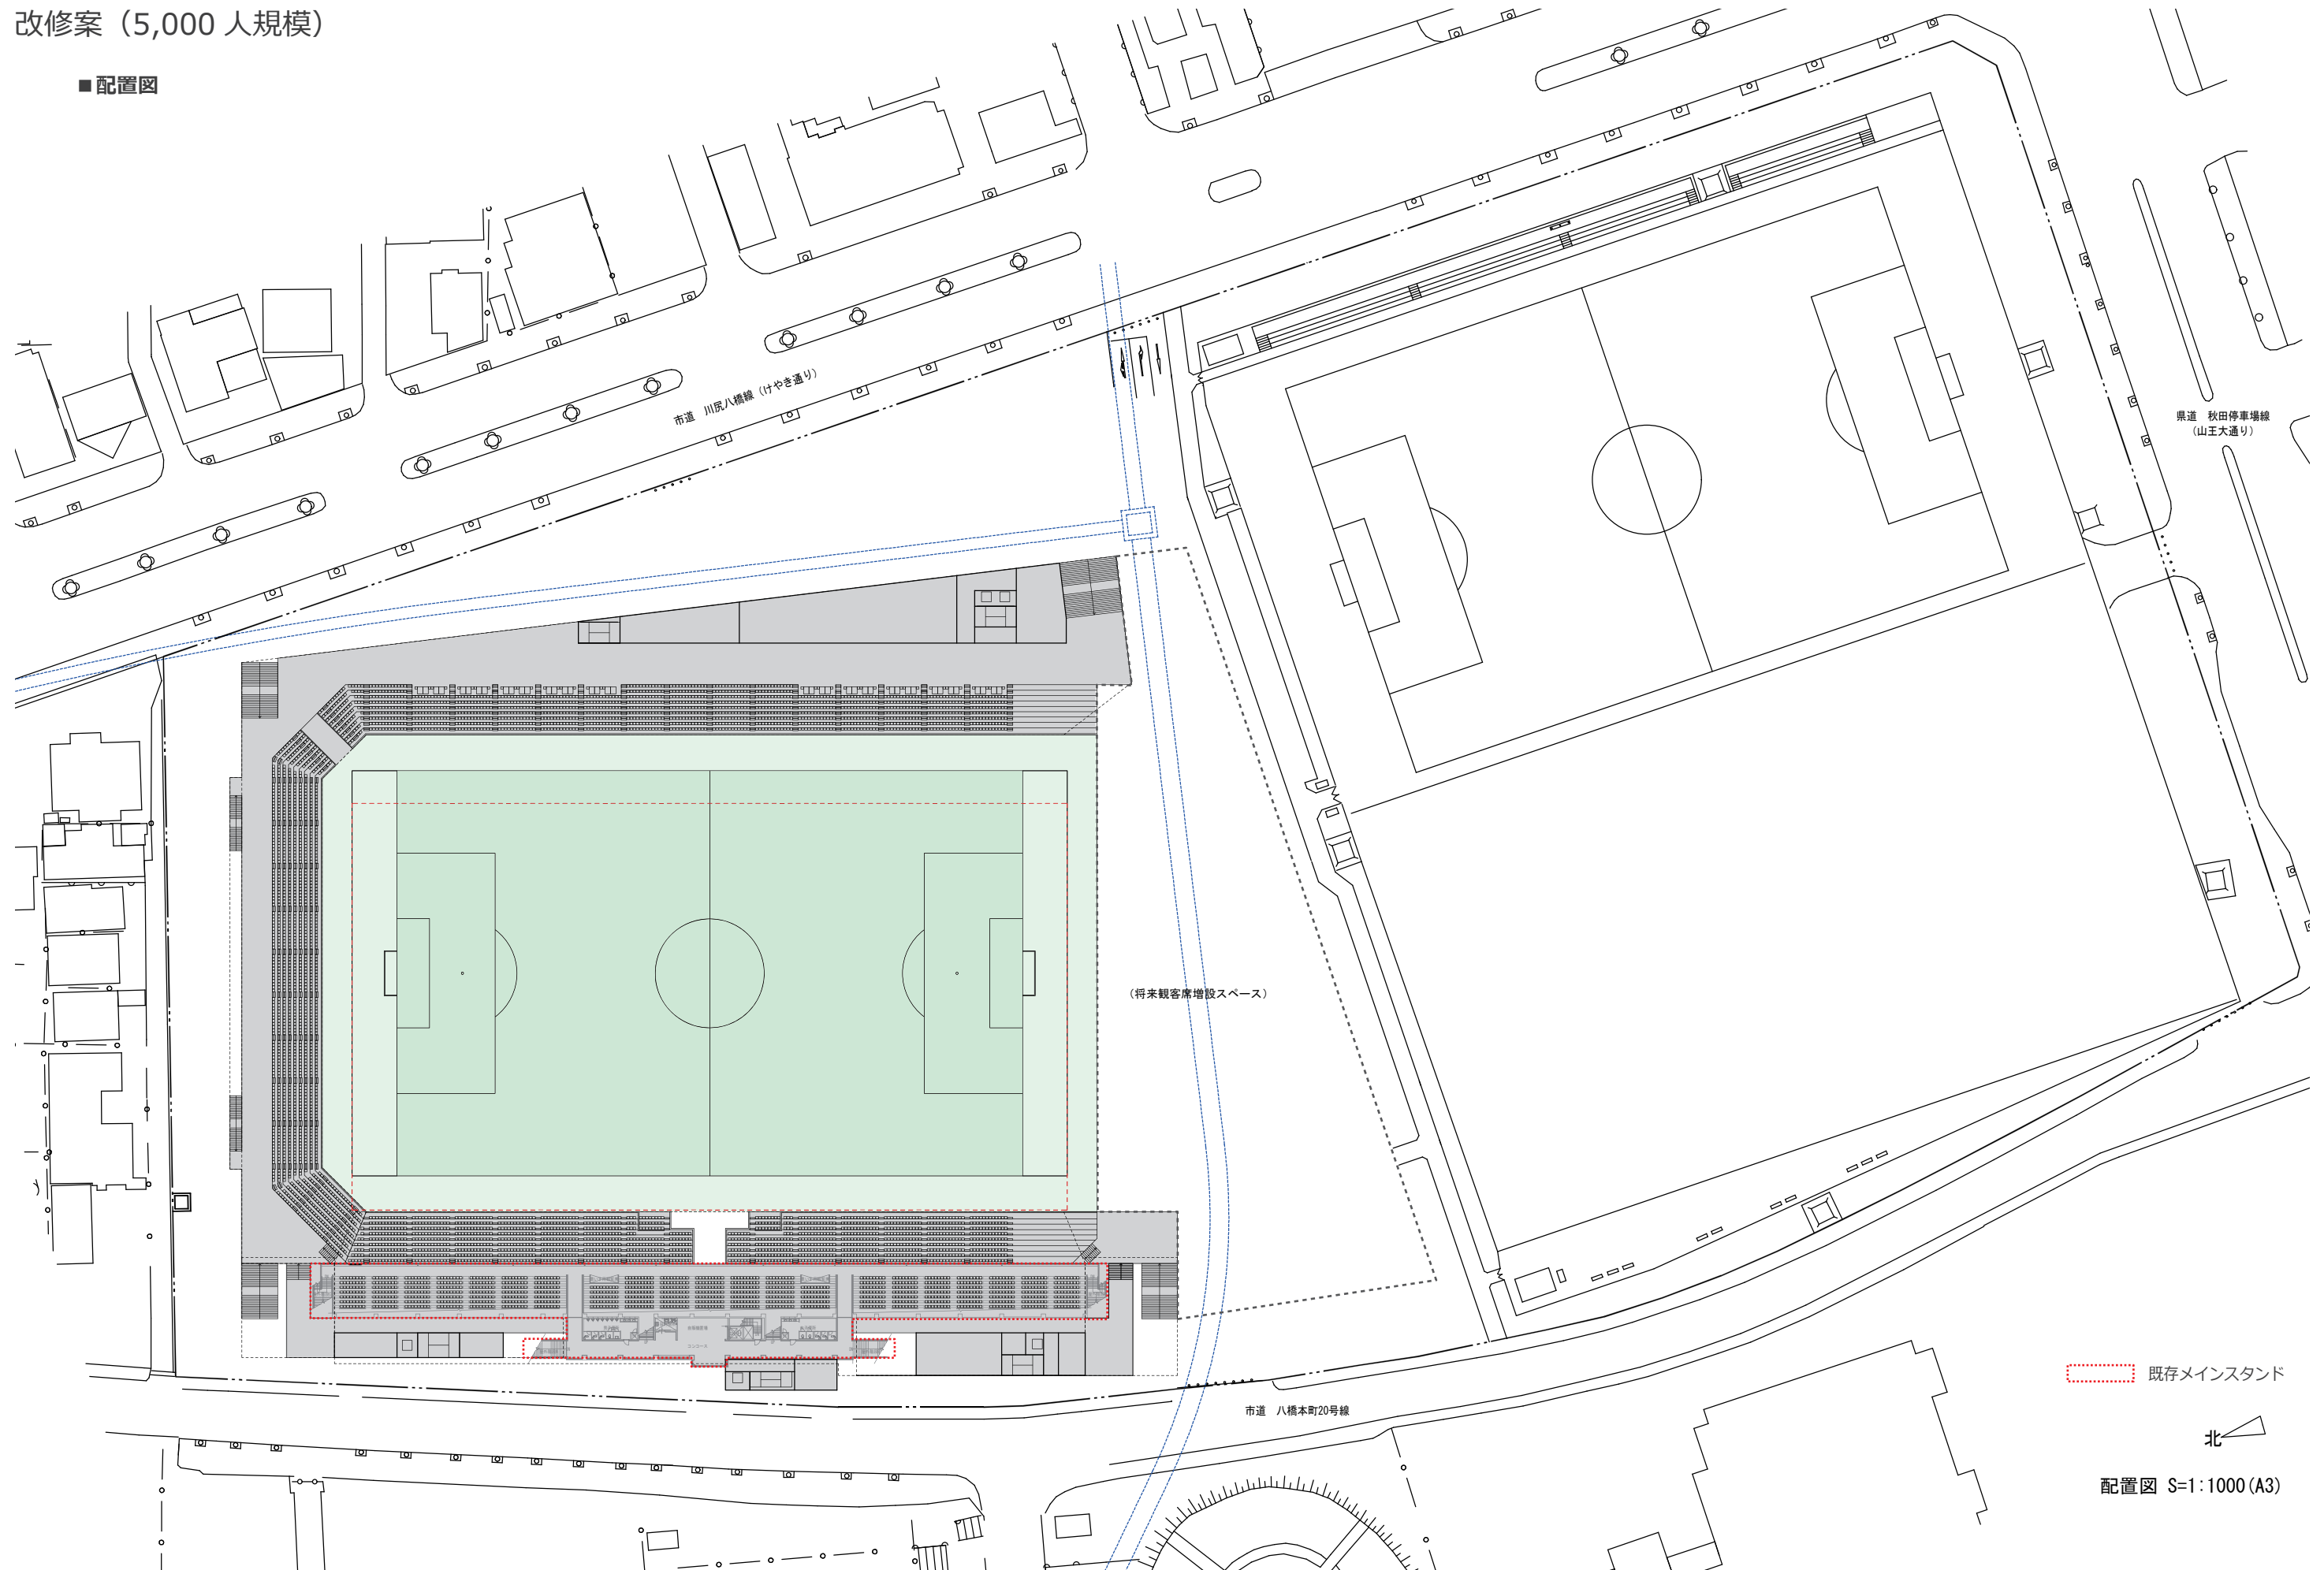 改修案（5,000 人規模）
■配置図
市道　川尻八橋線（けやき通り）
県道　秋田停車場線
（山王大通り）
（将来観客席増設スペース）
市道　八橋本町20号線
既存メインスタンド
北
配置図 S=1:1000(A3)